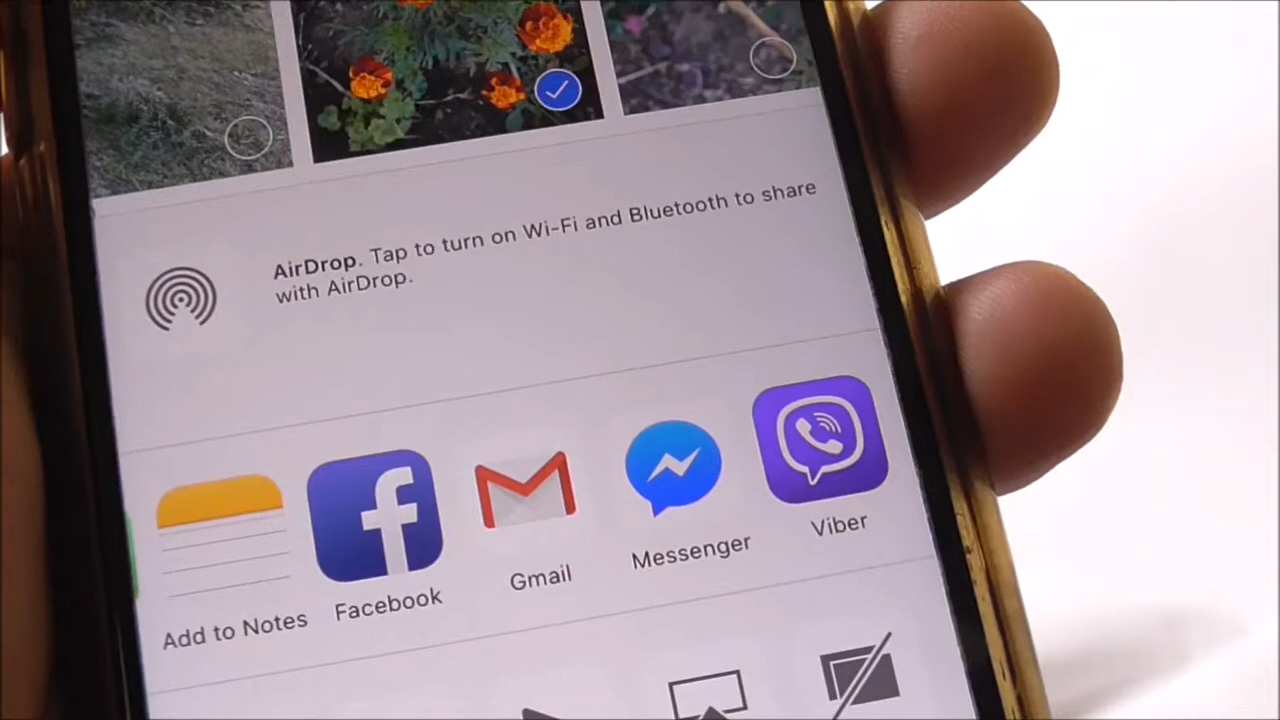 AirDrop. Tap to turn on Wi-Fi and Bluetooth to share
with AirDrop.
Add to Notes
Facebook
Gmail
Messenger
Viber